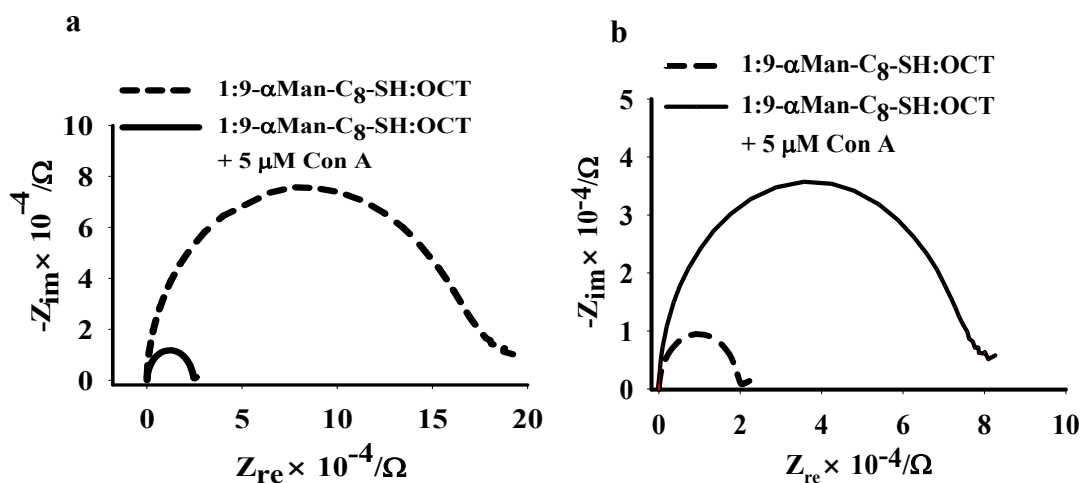 a
1:9-αMan-C8-SH:OCT
1:9-αMan-C8-SH:OCT
+ 5 μM Con A
10
8
6
4
2
0
-Zim × 10-4/Ω
0 5 10 15 20
Zre × 10-4/Ω
b
1:9-αMan-C8-SH:OCT
1:9-αMan-C8-SH:OCT
+ 5 μM Con A
5
4
3
2
1
0
-Zim × 10-4/Ω
0 2 4 6 8 10
Zre × 10-4/Ω